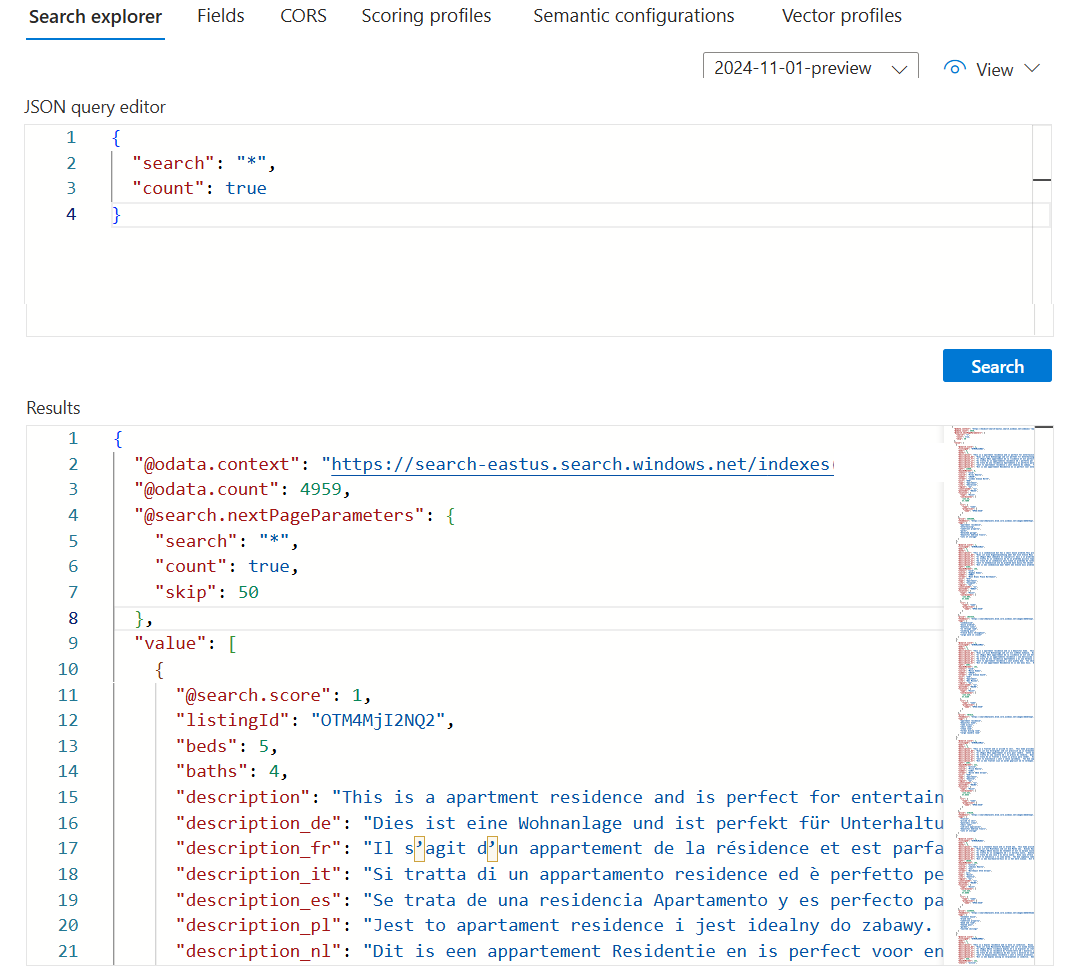 Search explorer Fields CORS Scoring profiles Semantic configurations Vector profiles
2024-11-01-preview View
JSON query editor
1 {
2 "search": "*",
3 "count": true
4 }
Search
Results
1 {
2 "@odata.context": "https://search-eastus.search.windows.net/indexes(
3 "@odata.count": 4959,
4 "@search.nextPageParameters": {
5 "search": "*",
6 "count": true,
7 "skip": 50
8 },
9 "value": [
10 {
11 "@search.score": 1,
12 "listingId": "OTM4MjI2NQ2",
13 "beds": 5,
14 "baths": 4,
15 "description": "This is a apartment residence and is perfect for entertain
16 "description_de": "Dies ist eine Wohnanlage und ist perfekt für Unterhaltu
17 "description_fr": "Il s’agit d’un appartement de la résidence et est parfa
18 "description_it": "Si tratta di un appartamento residence ed è perfetto pe
19 "description_es": "Se trata de una residencia Apartamento y es perfecto pa
20 "description_pl": "Jest to apartament residence i jest idealny do zabawy.
21 "description_nl": "Dit is een appartement Residentie en is perfect voor en